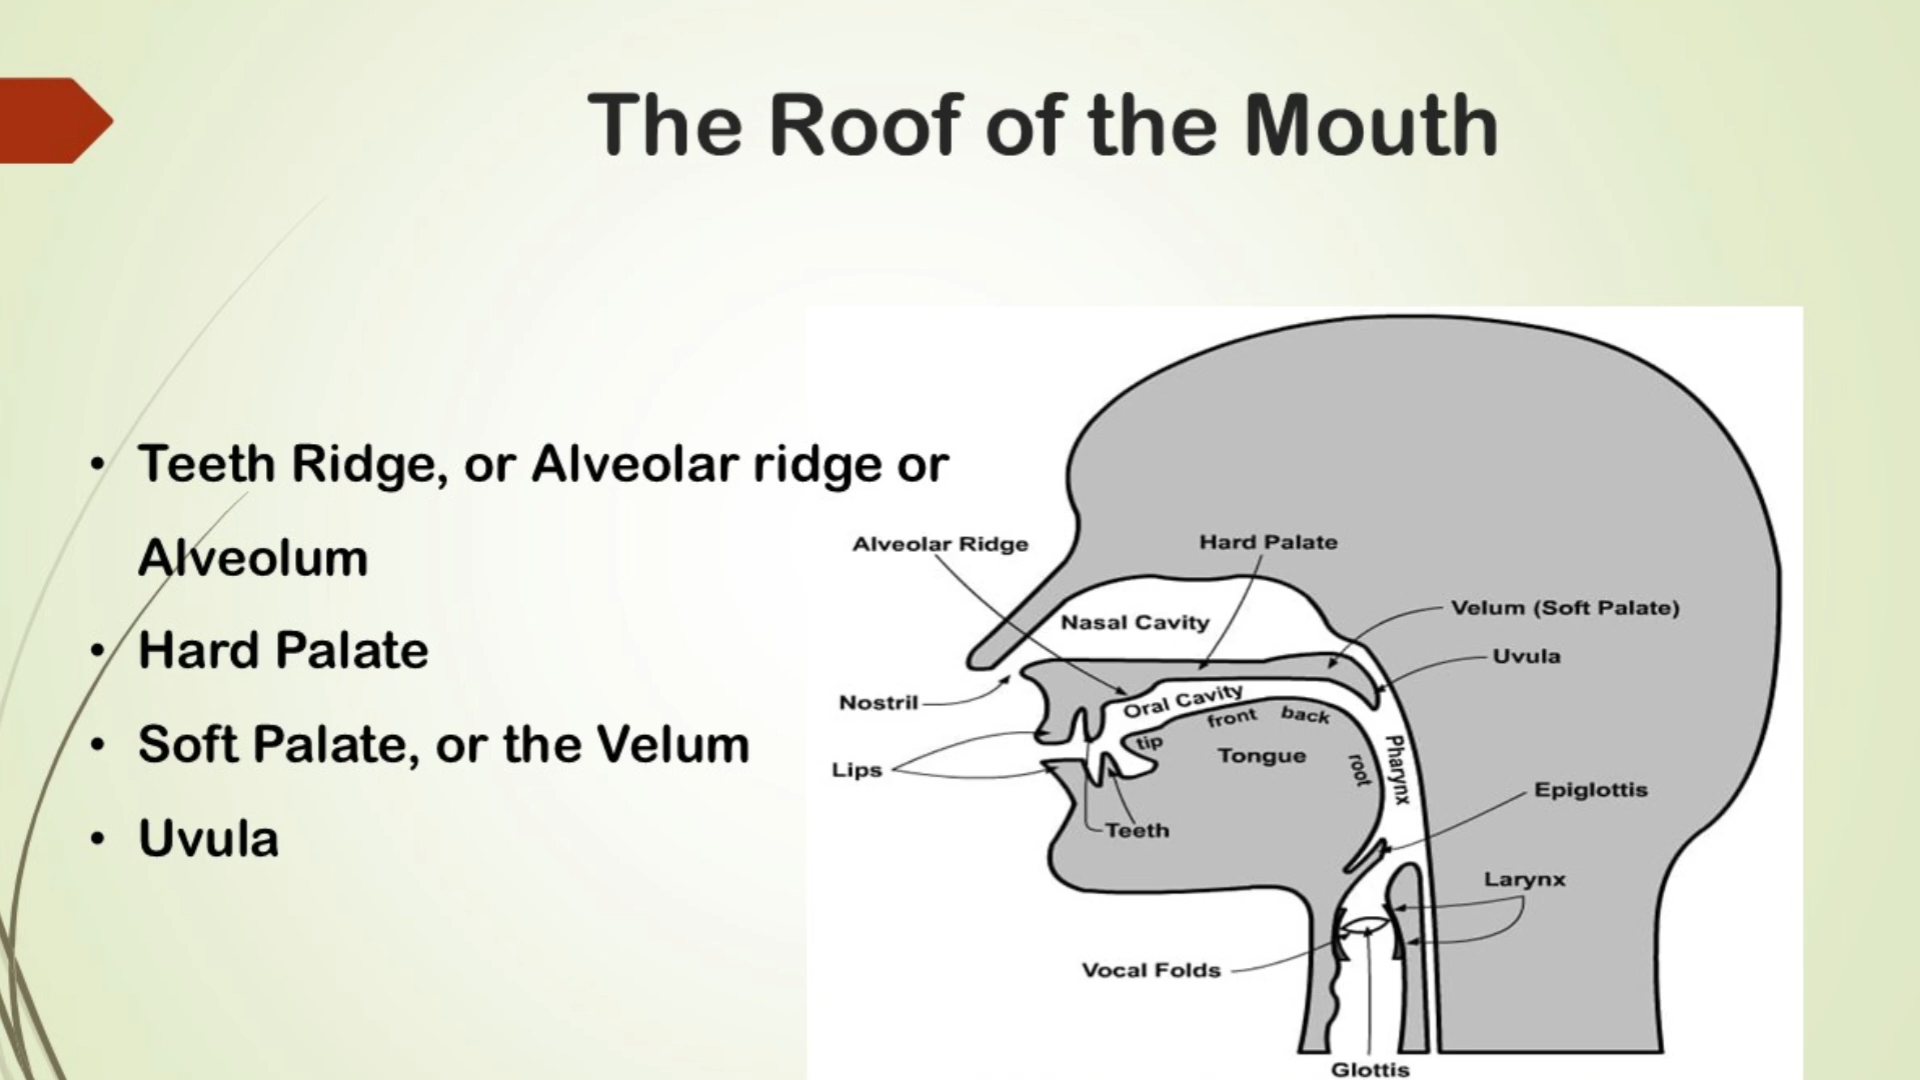 The Roof of the Mouth
• Teeth Ridge, or Alveolar ridge or
Alveolum
• Hard Palate
• Soft Palate, or the Velum
• Uvula
Alveolar Ridge
Hard Palate
Nasal Cavity
Velum (Soft Palate)
Uvula
Nostril
Oral Cavity
front
back
tip
Tongue
root
Pharynx
Lips
Teeth
Epiglottis
Larynx
Vocal Folds
Glottis